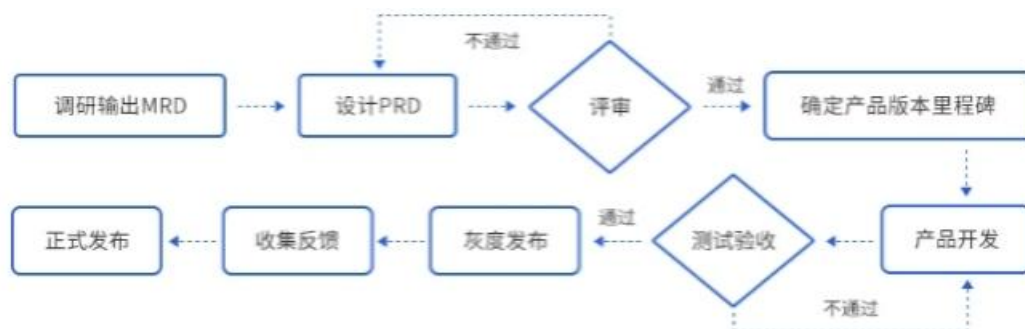 不通过
调研输出MRD
设计PRD
评审
通过
确定产品版本里程碑
正式发布
收集反馈
灰度发布
通过
测试验收
产品开发
不通过